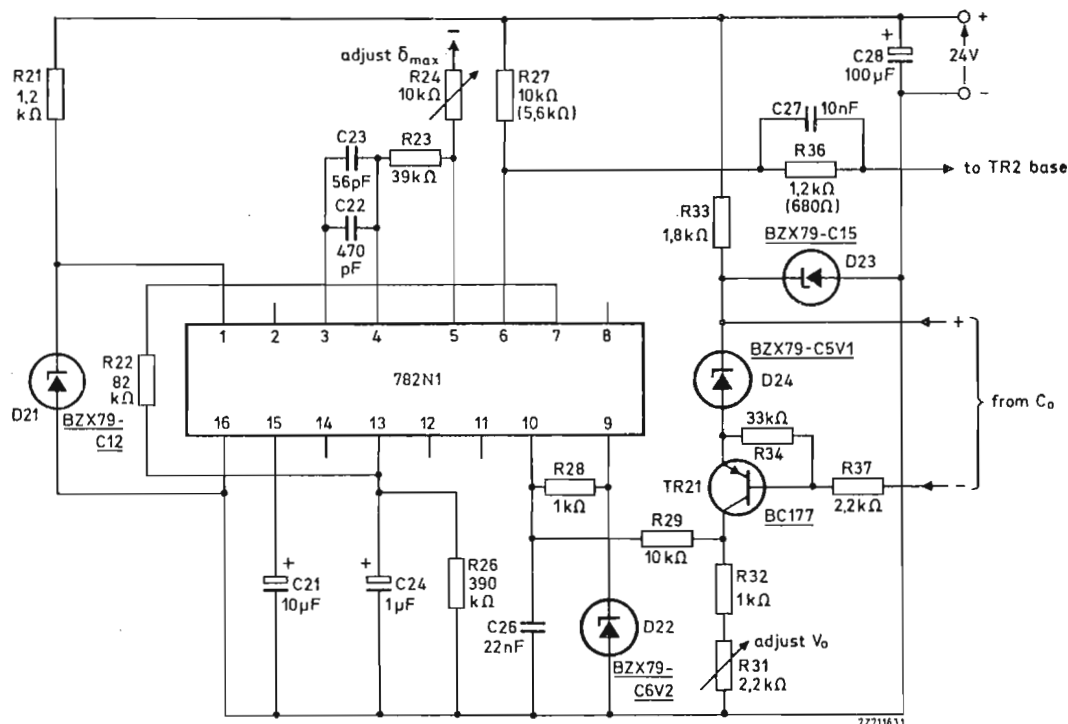 +
24V
−
C28
100µF
+
adjust δmax
−
R24
10kΩ
R27
10kΩ
(5,6kΩ)
R21
1,2
kΩ
C27
10nF
R36
1,2kΩ
(680Ω)
to TR2 base
C23
56pF
R23
39kΩ
C22
470
pF
R33
1,8kΩ
BZX79-C15
D23
1
2
3
4
5
6
7
8
782N1
16
15
14
13
12
11
10
9
R22
82
kΩ
D21
BZX79-
C12
BZX79-C5V1
D24
+
from Co
−
33kΩ
R34
R37
2,2kΩ
TR21
BC177
R28
1kΩ
R29
10kΩ
+
C21
10µF
+
C24
1µF
R26
390
kΩ
C26
22nF
D22
BZX79-
C6V2
R32
1kΩ
adjust Vo
R31
2,2kΩ
7Z71163.1